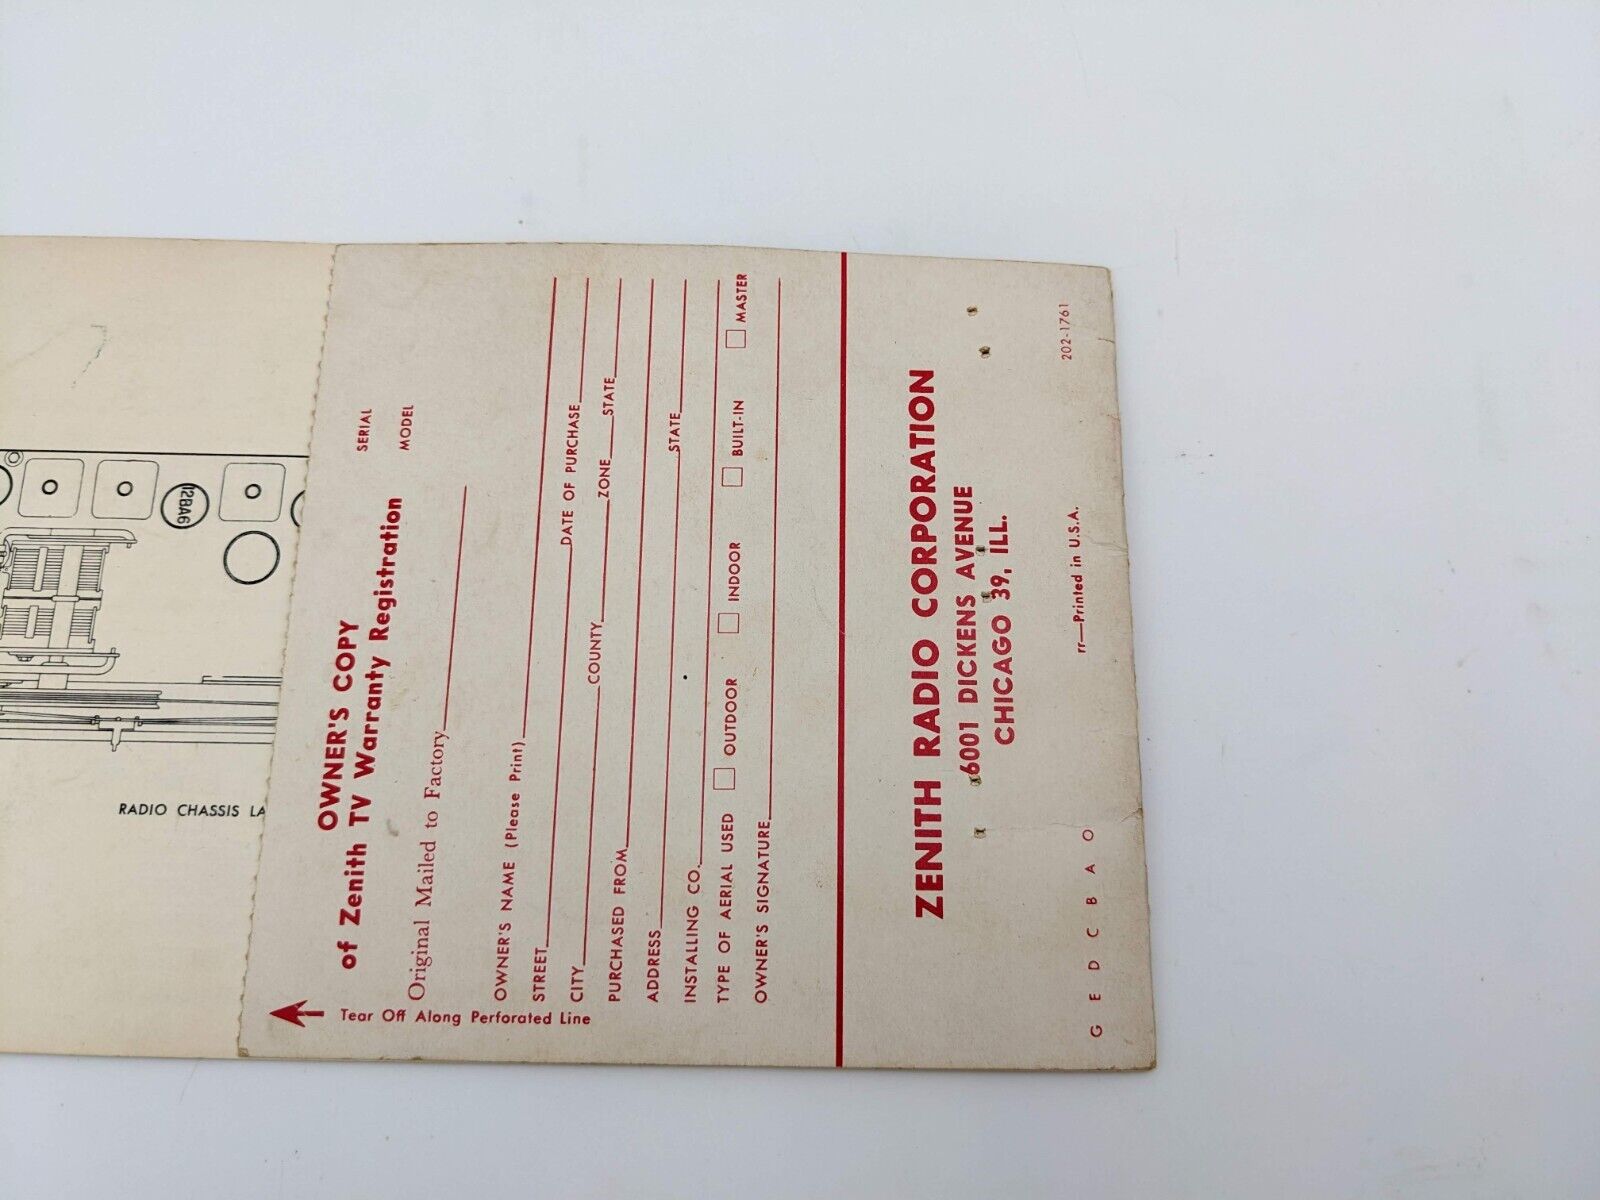 12BA6
RADIO CHASSIS LA
OWNER'S COPY
of Zenith TV Warranty Registration
SERIAL
MODEL
Original Mailed to Factory
OWNER'S NAME (Please Print)
STREET DATE OF PURCHASE
CITY COUNTY ZONE STATE
PURCHASED FROM
ADDRESS STATE
INSTALLING CO.
TYPE OF AERIAL USED OUTDOOR INDOOR BUILT-IN MASTER
OWNER'S SIGNATURE
Tear Off Along Perforated Line
ZENITH RADIO CORPORATION
6001 DICKENS AVENUE
CHICAGO 39, ILL.
G E D C B A O
rr—Printed in U.S.A.
202-1761